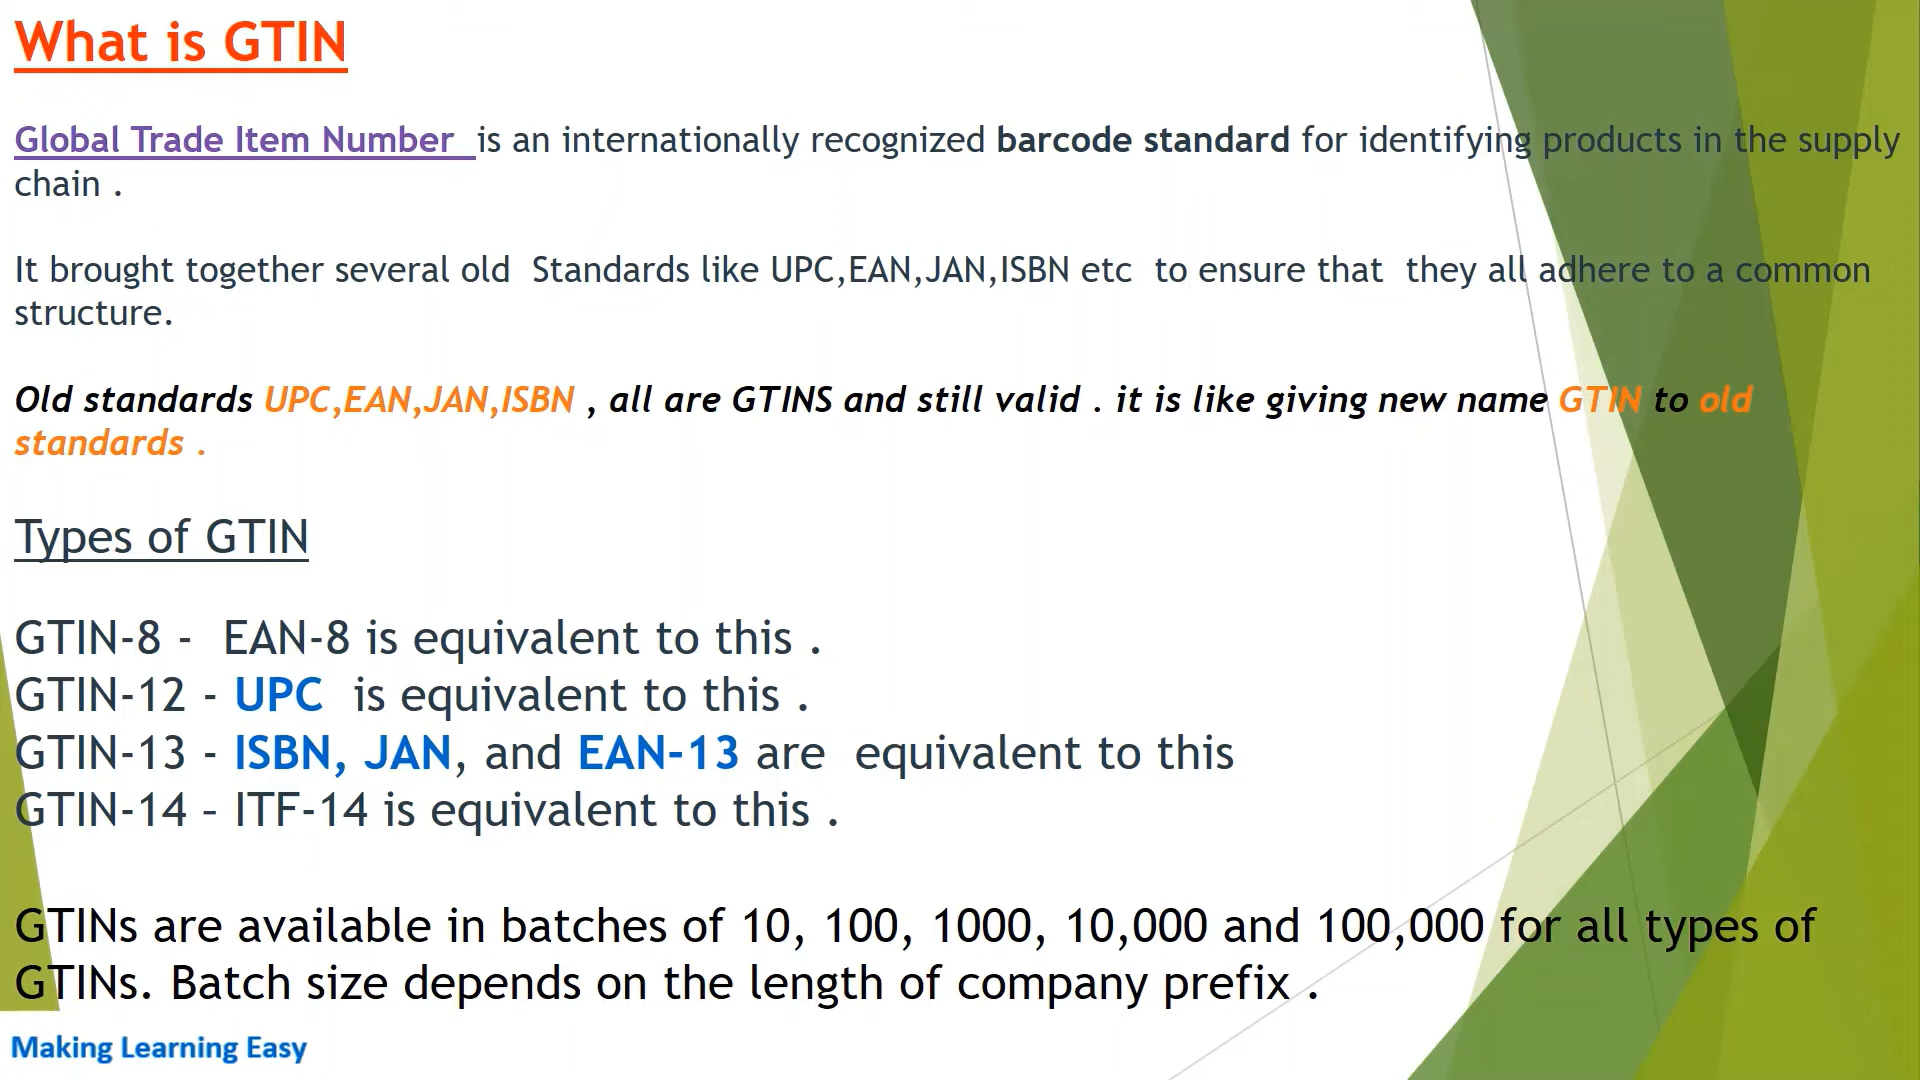 What is GTIN
Global Trade Item Number is an internationally recognized barcode standard for identifying products in the supply
chain .
It brought together several old  Standards like UPC,EAN,JAN,ISBN etc  to ensure that  they all adhere to a common
structure.
Old standards UPC,EAN,JAN,ISBN , all are GTINS and still valid . it is like giving new name GTIN to old
standards .
Types of GTIN
GTIN-8 -  EAN-8 is equivalent to this .
GTIN-12 - UPC  is equivalent to this .
GTIN-13 - ISBN, JAN, and EAN-13 are  equivalent to this
GTIN-14 – ITF-14 is equivalent to this .
GTINs are available in batches of 10, 100, 1000, 10,000 and 100,000 for all types of
GTINs. Batch size depends on the length of company prefix .
Making Learning Easy